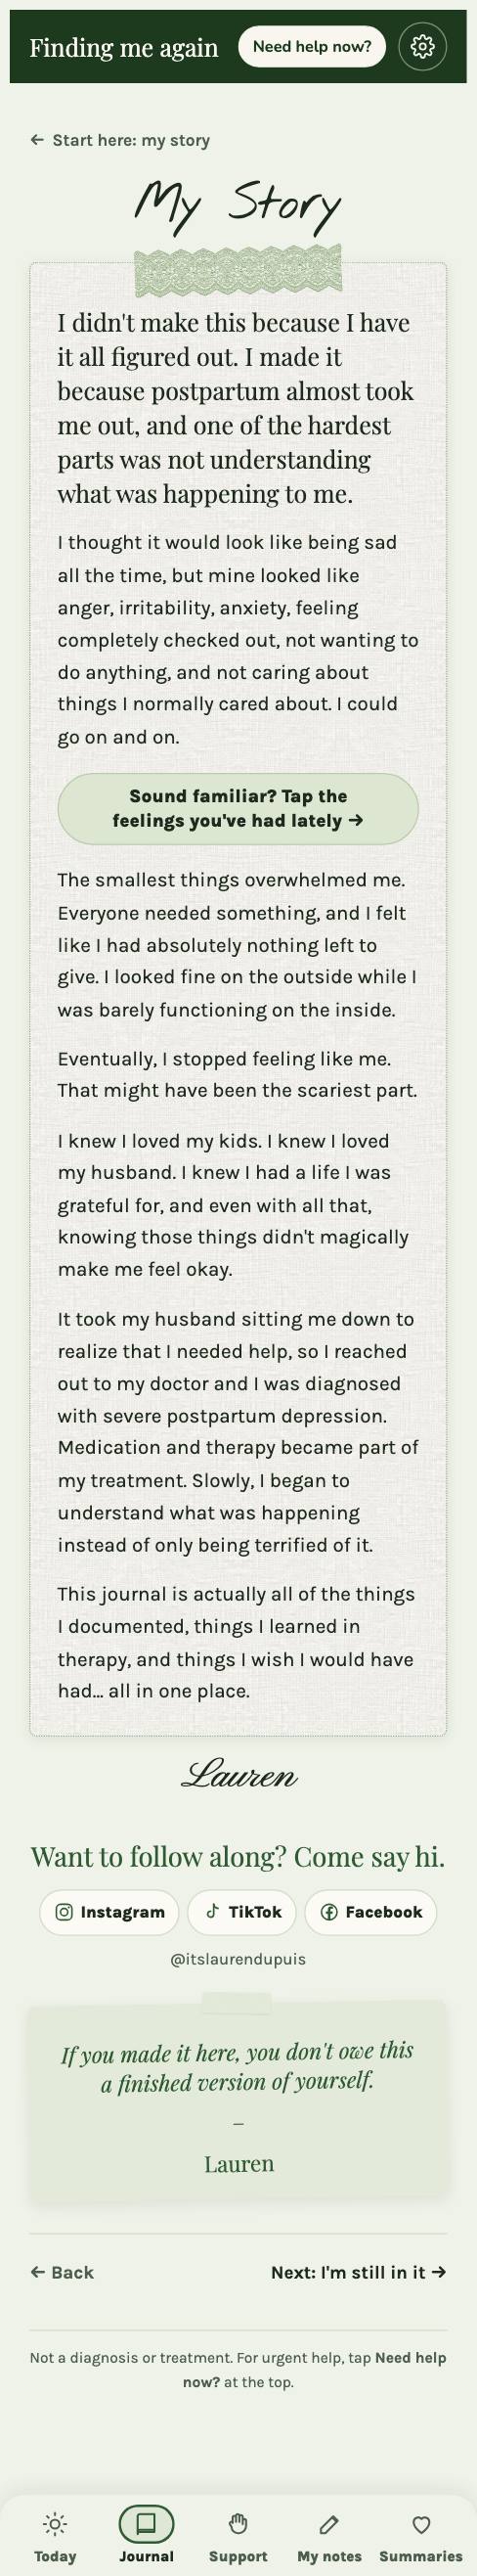 Finding me again
Need help now?
← Start here: my story
My Story
I didn't make this because I have
it all figured out. I made it
because postpartum almost took
me out, and one of the hardest
parts was not understanding
what was happening to me.
I thought it would look like being sad
all the time, but mine looked like
anger, irritability, anxiety, feeling
completely checked out, not wanting to
do anything, and not caring about
things I normally cared about. I could
go on and on.
Sound familiar? Tap the
feelings you've had lately →
The smallest things overwhelmed me.
Everyone needed something, and I felt
like I had absolutely nothing left to
give. I looked fine on the outside while I
was barely functioning on the inside.
Eventually, I stopped feeling like me.
That might have been the scariest part.
I knew I loved my kids. I knew I loved
my husband. I knew I had a life I was
grateful for, and even with all that,
knowing those things didn't magically
make me feel okay.
It took my husband sitting me down to
realize that I needed help, so I reached
out to my doctor and I was diagnosed
with severe postpartum depression.
Medication and therapy became part of
my treatment. Slowly, I began to
understand what was happening
instead of only being terrified of it.
This journal is actually all of the things
I documented, things I learned in
therapy, and things I wish I would have
had... all in one place.
Lauren
Want to follow along? Come say hi.
Instagram
TikTok
Facebook
@itslaurendupuis
If you made it here, you don't owe this
a finished version of yourself.
–
Lauren
← Back
Next: I'm still in it →
Not a diagnosis or treatment. For urgent help, tap Need help
now? at the top.
Today
Journal
Support
My notes
Summaries